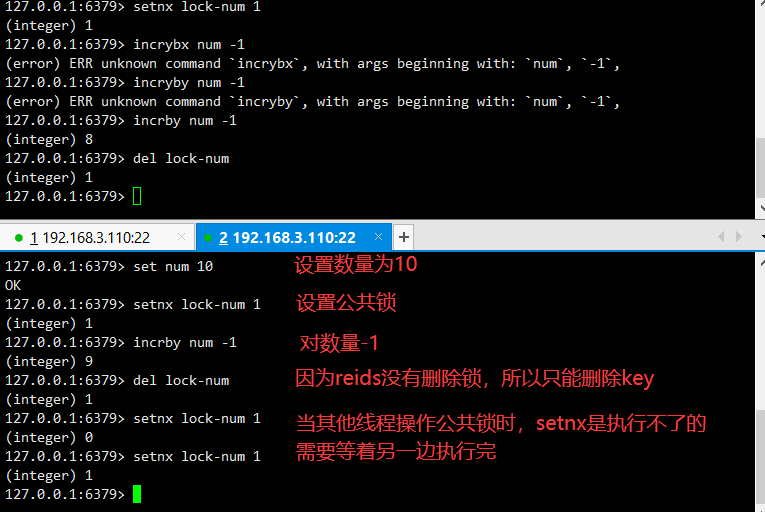 127.0.0.1:6379> setnx lock-num 1
(integer) 1
127.0.0.1:6379> incrybx num -1
(error) ERR unknown command `incrybx`, with args beginning with: `num`, `-1`,
127.0.0.1:6379> incryby num -1
(error) ERR unknown command `incryby`, with args beginning with: `num`, `-1`,
127.0.0.1:6379> incrby num -1
(integer) 8
127.0.0.1:6379> del lock-num
(integer) 1
127.0.0.1:6379>
1 192.168.3.110:22 × 2 192.168.3.110:22 × +
127.0.0.1:6379> set num 10 设置数量为10
OK
127.0.0.1:6379> setnx lock-num 1 设置公共锁
(integer) 1
127.0.0.1:6379> incrby num -1 对数量-1
(integer) 9
127.0.0.1:6379> del lock-num 因为reids没有删除锁，所以只能删除key
(integer) 1
127.0.0.1:6379> setnx lock-num 1 当其他线程操作公共锁时，setnx是执行不了的
(integer) 0 需要等着另一边执行完
127.0.0.1:6379> setnx lock-num 1
(integer) 1
127.0.0.1:6379>